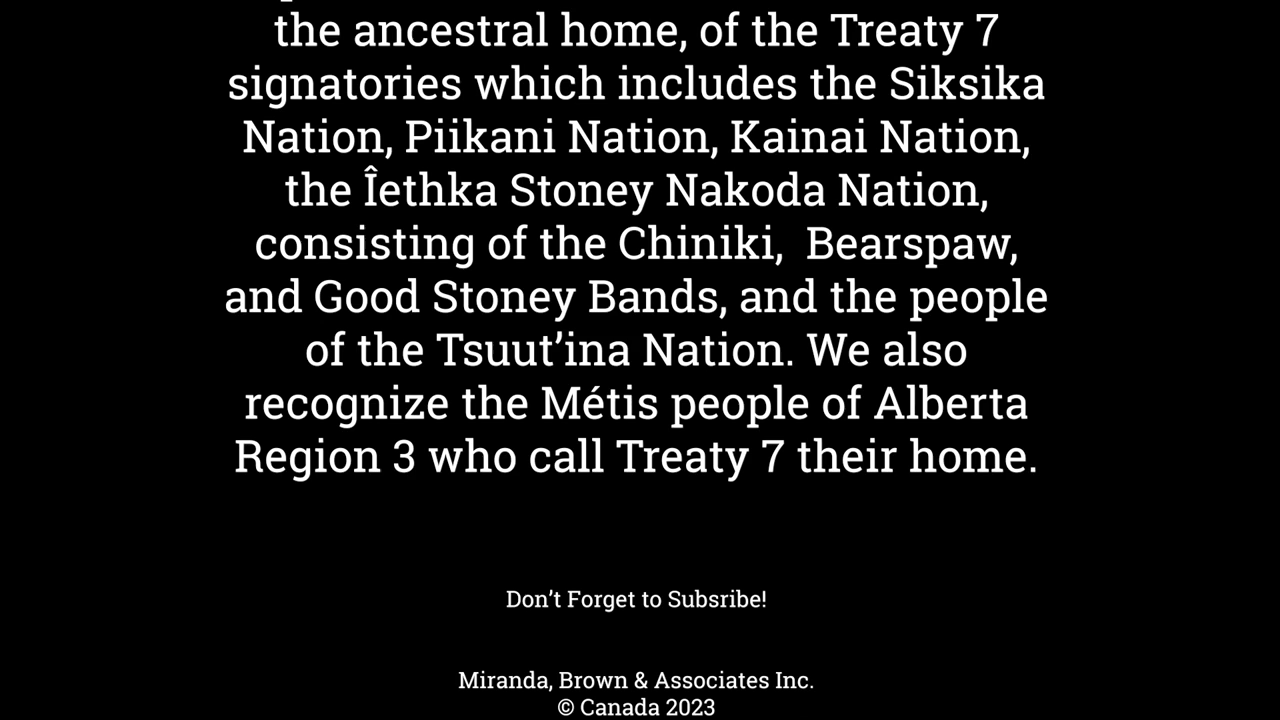 the ancestral home, of the Treaty 7
signatories which includes the Siksika
Nation, Piikani Nation, Kainai Nation,
the Îethka Stoney Nakoda Nation,
consisting of the Chiniki,  Bearspaw,
and Good Stoney Bands, and the people
of the Tsuut’ina Nation. We also
recognize the Métis people of Alberta
Region 3 who call Treaty 7 their home.
Don’t Forget to Subsribe!
Miranda, Brown & Associates Inc.
© Canada 2023